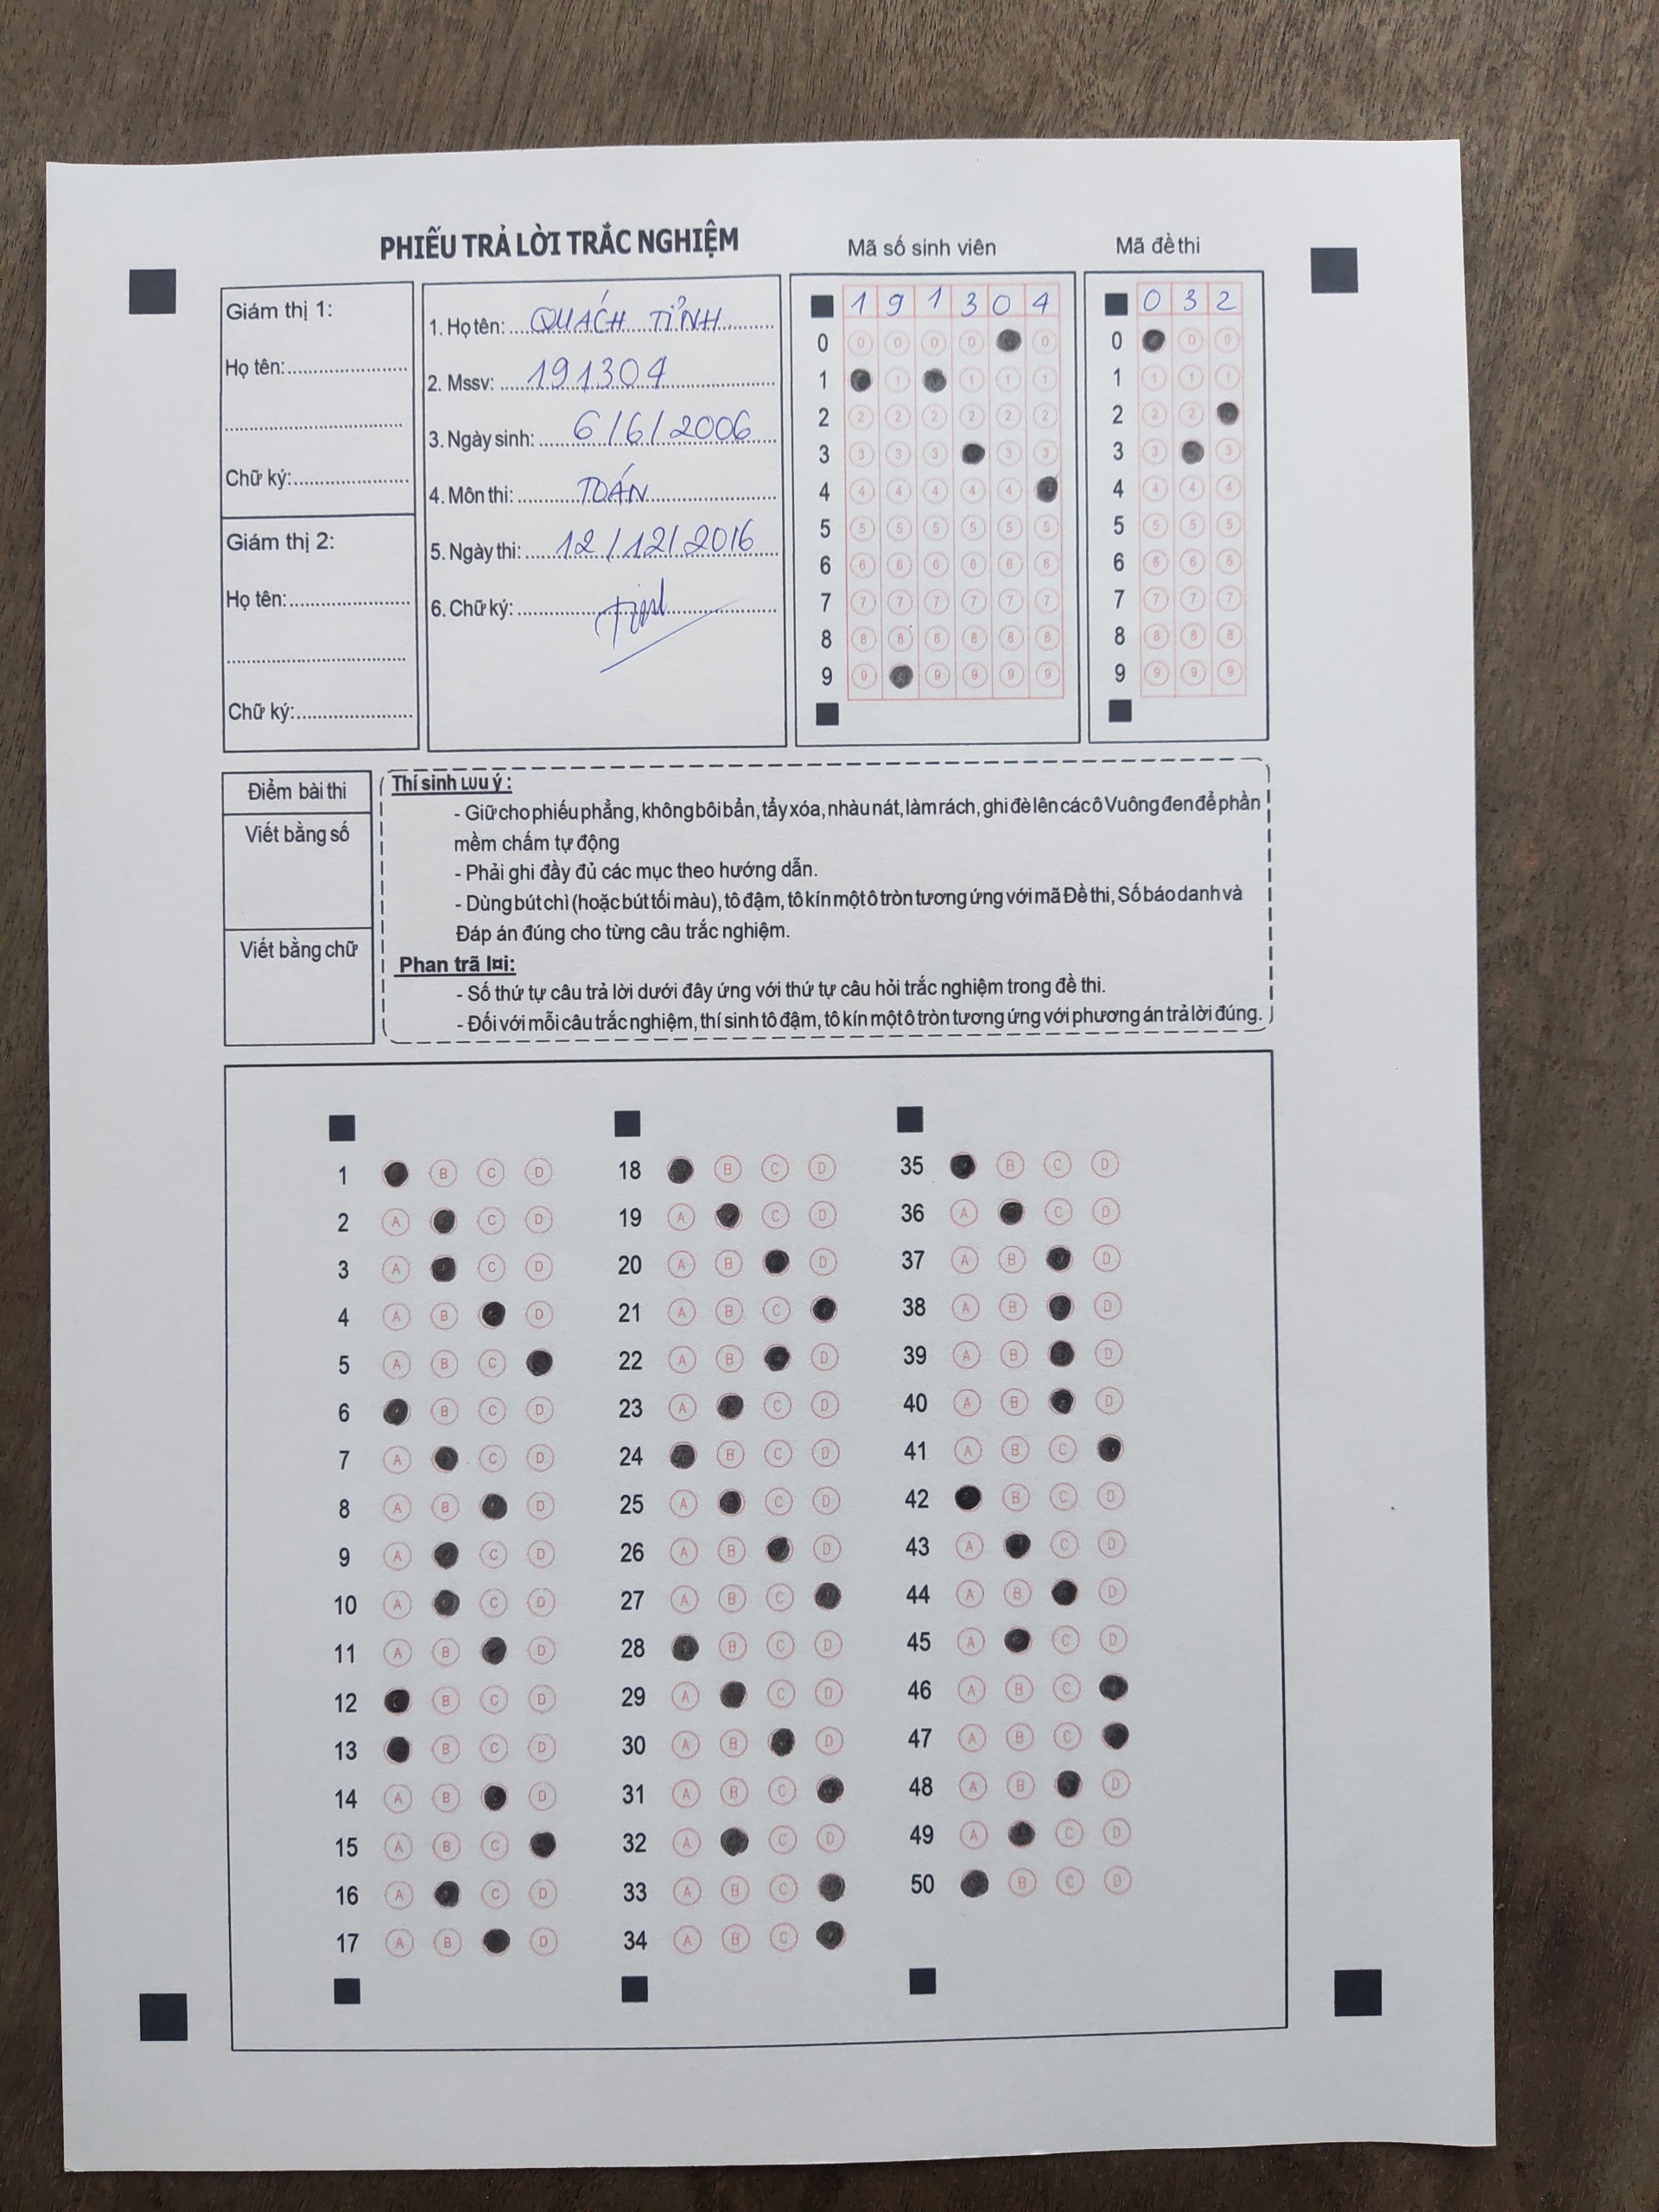 PHIẾU TRẢ LỜI TRẮC NGHIỆM
Mã số sinh viên
Mã đề thi
Giám thị 1:
Họ tên:
Chữ ký:
Giám thị 2:
Họ tên:
Chữ ký:
1. Họ tên: QUÁCH TỈNH
2. Mssv: 191304
3. Ngày sinh: 6/6/2006
4. Môn thi: TOÁN
5. Ngày thi: 12/12/2016
6. Chữ ký:
1 9 1 3 0 4
0 0 0 0 0 0
1 1 1 1 1
2 2 2 2 2 2 2
3 3 3 3 3 3
4 4 4 4 4 4
5 5 5 5 5 5 5
6 6 6 6 6 6 6
7 7 7 7 7 7 7
8 8 8 8 8 8 8
9 9 9 9 9 9
0 3 2
0 0 0
1 1 1 1
2 2 2
3 3 3
4 4 4 4
5 5 5 5
6 6 6 6
7 7 7 7
8 8 8 8
9 9 9 9
Điểm bài thi
Viết bằng số
Viết bằng chữ
Thí sinh Lưu ý :
- Giữ cho phiếu phẳng, không bôi bẩn, tẩy xóa, nhàu nát, làm rách, ghi đè lên các ô Vuông đen để phần
mềm chấm tự động
- Phải ghi đầy đủ các mục theo hướng dẫn.
- Dùng bút chì (hoặc bút tối màu), tô đậm, tô kín một ô tròn tương ứng với mã Đề thi, Số báo danh và
Đáp án đúng cho từng câu trắc nghiệm.
Phan trã l¤i:
- Số thứ tự câu trả lời dưới đây ứng với thứ tự câu hỏi trắc nghiệm trong đề thi.
- Đối với mỗi câu trắc nghiệm, thí sinh tô đậm, tô kín một ô tròn tương ứng với phương án trả lời đúng.
1 B C D
2 A C D
3 A C D
4 A B D
5 A B C
6 B C D
7 A C D
8 A B D
9 A C D
10 A C D
11 A B D
12 B C D
13 B C D
14 A B D
15 A B C
16 A C D
17 A B D
18 B C D
19 A C D
20 A B D
21 A B C
22 A B D
23 A C D
24 B C D
25 A C D
26 A B D
27 A B C
28 B C D
29 A C D
30 A B D
31 A B C
32 A C D
33 A B C
34 A B C
35 B C D
36 A C D
37 A B D
38 A B D
39 A B D
40 A B D
41 A B C
42 B C D
43 A C D
44 A B D
45 A C D
46 A B C
47 A B C
48 A B D
49 A C D
50 B C D